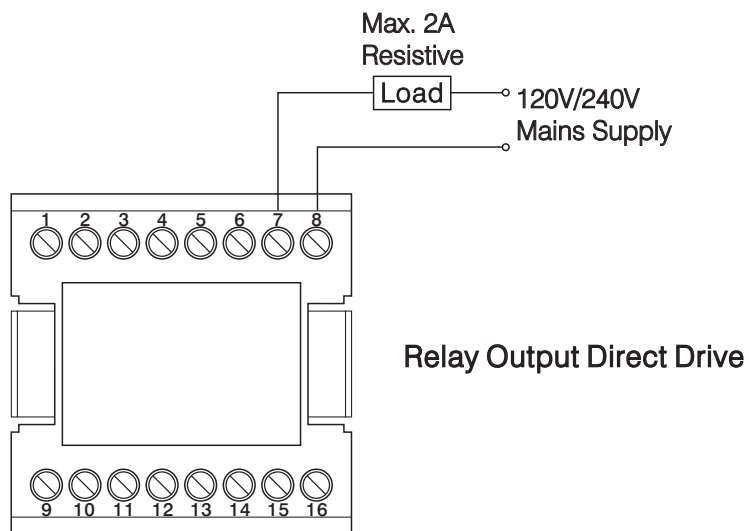 Max. 2A
Resistive
Load
120V/240V
Mains Supply
1 2 3 4 5 6 7 8
Relay Output Direct Drive
9 10 11 12 13 14 15 16